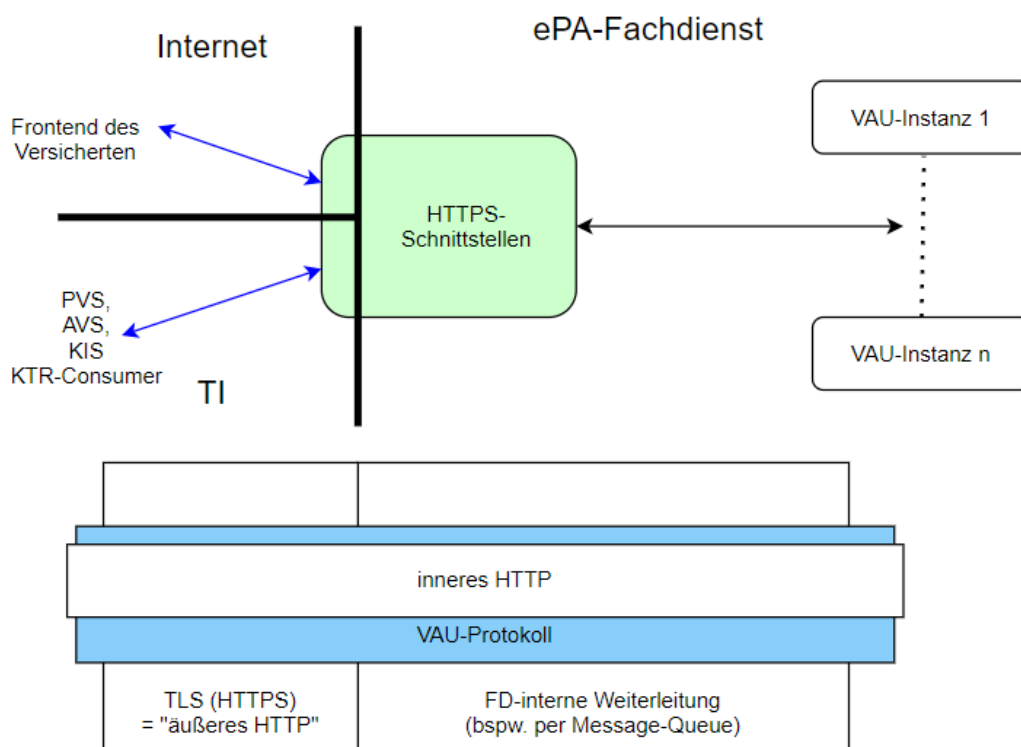 Internet
ePA-Fachdienst
Frontend des
Versicherten
VAU-Instanz 1
HTTPS-
Schnittstellen
PVS,
AVS,
KIS
KTR-Consumer
VAU-Instanz n
TI
inneres HTTP
VAU-Protokoll
TLS (HTTPS)
= "äußeres HTTP"
FD-interne Weiterleitung
(bspw. per Message-Queue)